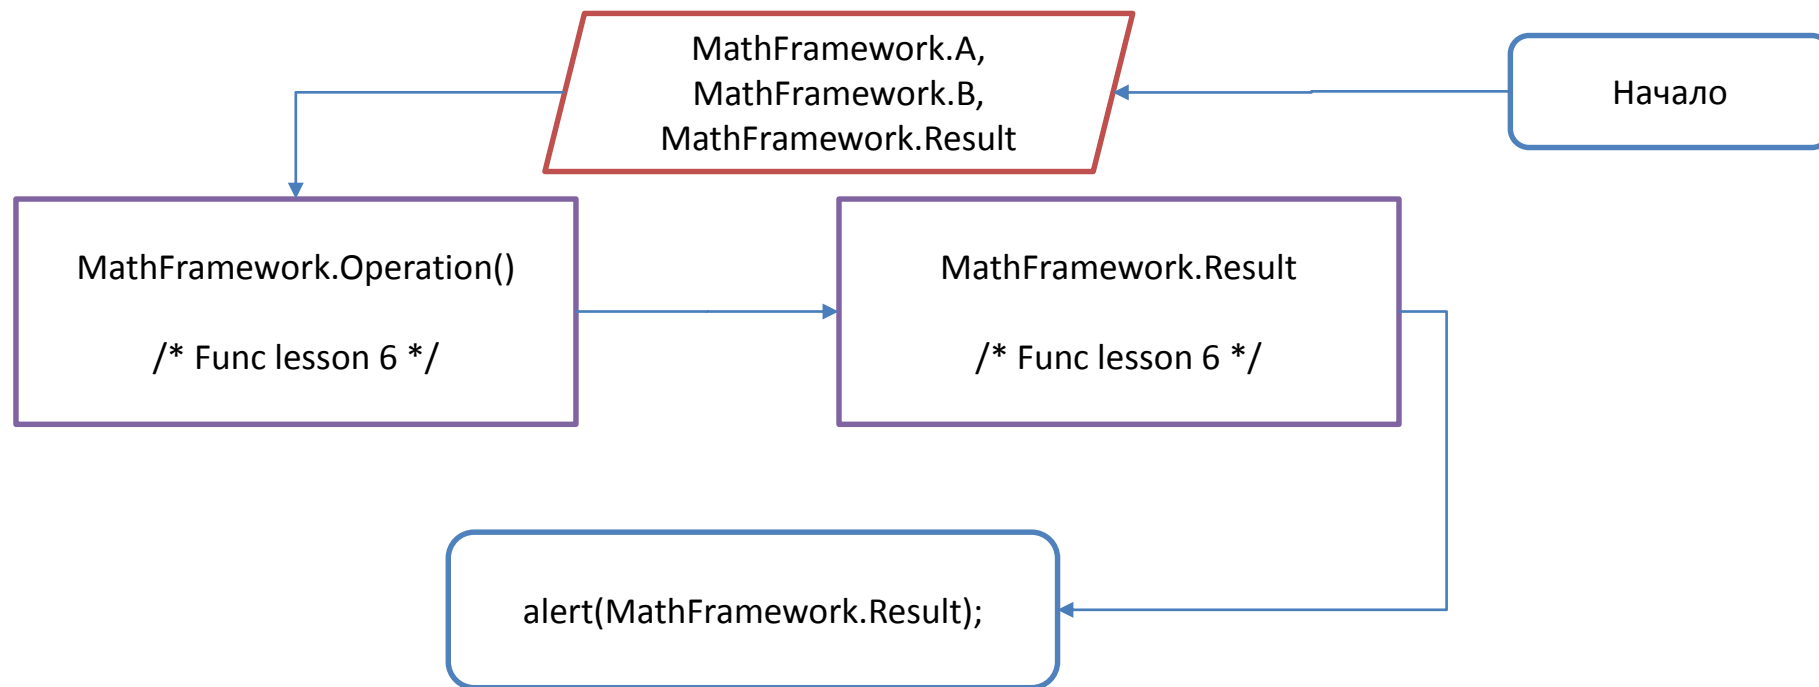 Начало
MathFramework.A,
MathFramework.B,
MathFramework.Result
MathFramework.Operation()
/* Func lesson 6 */
MathFramework.Result
/* Func lesson 6 */
alert(MathFramework.Result);